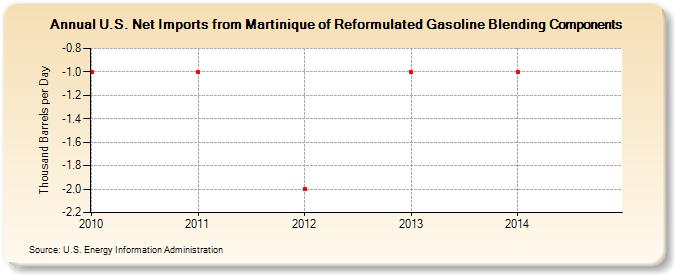 Annual U.S. Net Imports from Martinique of Reformulated Gasoline Blending Components
Thousand Barrels per Day
-0.8
-1.0
-1.2
-1.4
-1.6
-1.8
-2.0
-2.2
2010 2011 2012 2013 2014
Source: U.S. Energy Information Administration